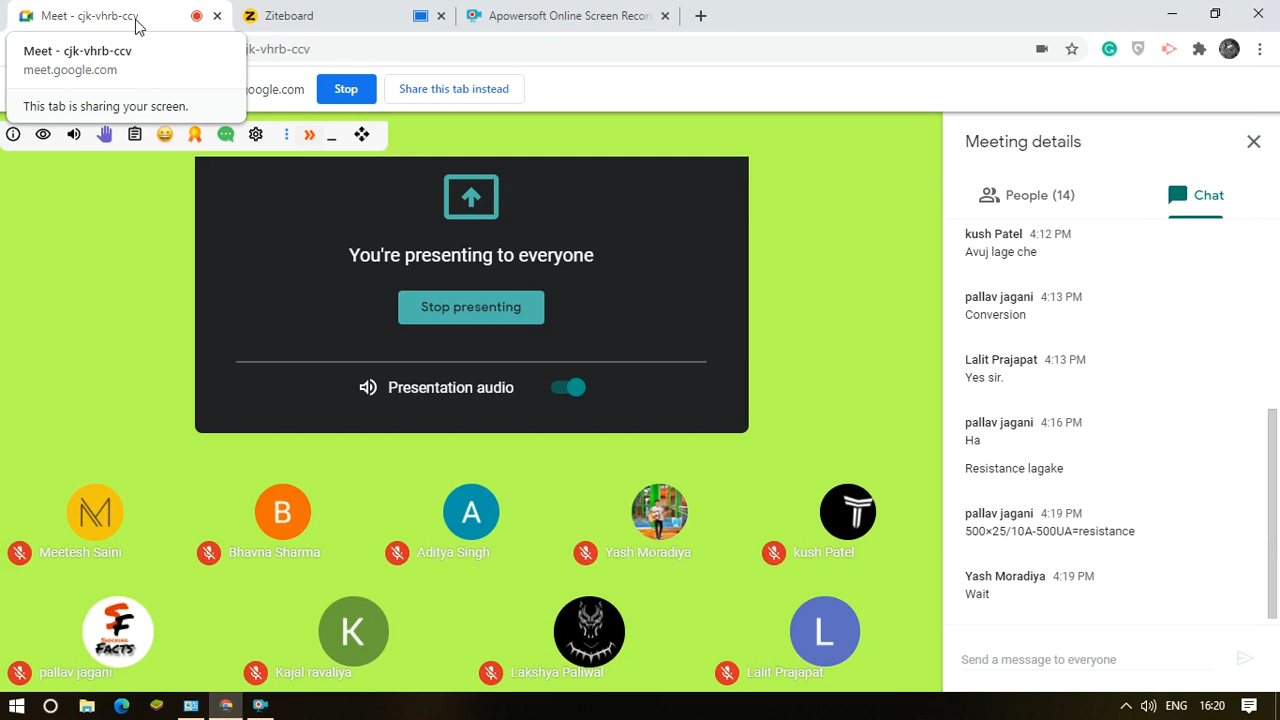 Meet - cjk-vhrb-ccv
Ziteboard
Apowersoft Online Screen Record
Meet - cjk-vhrb-ccv
meet.google.com
This tab is sharing your screen.
jk-vhrb-ccv
oogle.com
Stop
Share this tab instead
You're presenting to everyone
Stop presenting
Presentation audio
Meetesh Saini
B
Bhavna Sharma
A
Aditya Singh
Yash Moradiya
kush Patel
SF
SHOCKING
FACTS
pallav jagani
K
Kajal ravaliya
Lakshya Paliwal
L
Lalit Prajapat
Meeting details
People (14)
Chat
kush Patel 4:12 PM
Avuj lage che
pallav jagani 4:13 PM
Conversion
Lalit Prajapat 4:13 PM
Yes sir.
pallav jagani 4:16 PM
Ha
Resistance lagake
pallav jagani 4:19 PM
500×25/10A-500UA=resistance
Yash Moradiya 4:19 PM
Wait
Send a message to everyone
ENG
16:20